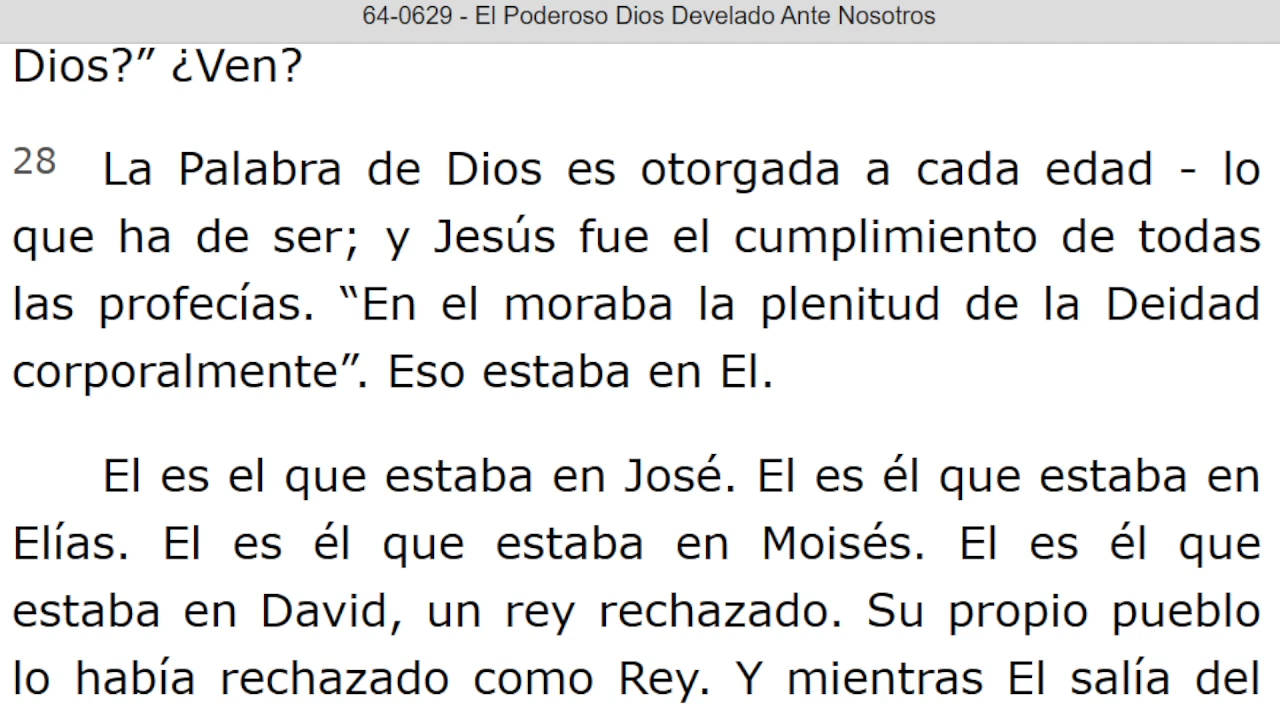 64-0629 - El Poderoso Dios Develado Ante Nosotros
Dios?” ¿Ven?
28 La Palabra de Dios es otorgada a cada edad - lo
que ha de ser; y Jesús fue el cumplimiento de todas
las profecías. “En el moraba la plenitud de la Deidad
corporalmente”. Eso estaba en El.
El es el que estaba en José. El es él que estaba en
Elías. El es él que estaba en Moisés. El es él que
estaba en David, un rey rechazado. Su propio pueblo
lo había rechazado como Rey. Y mientras El salía del